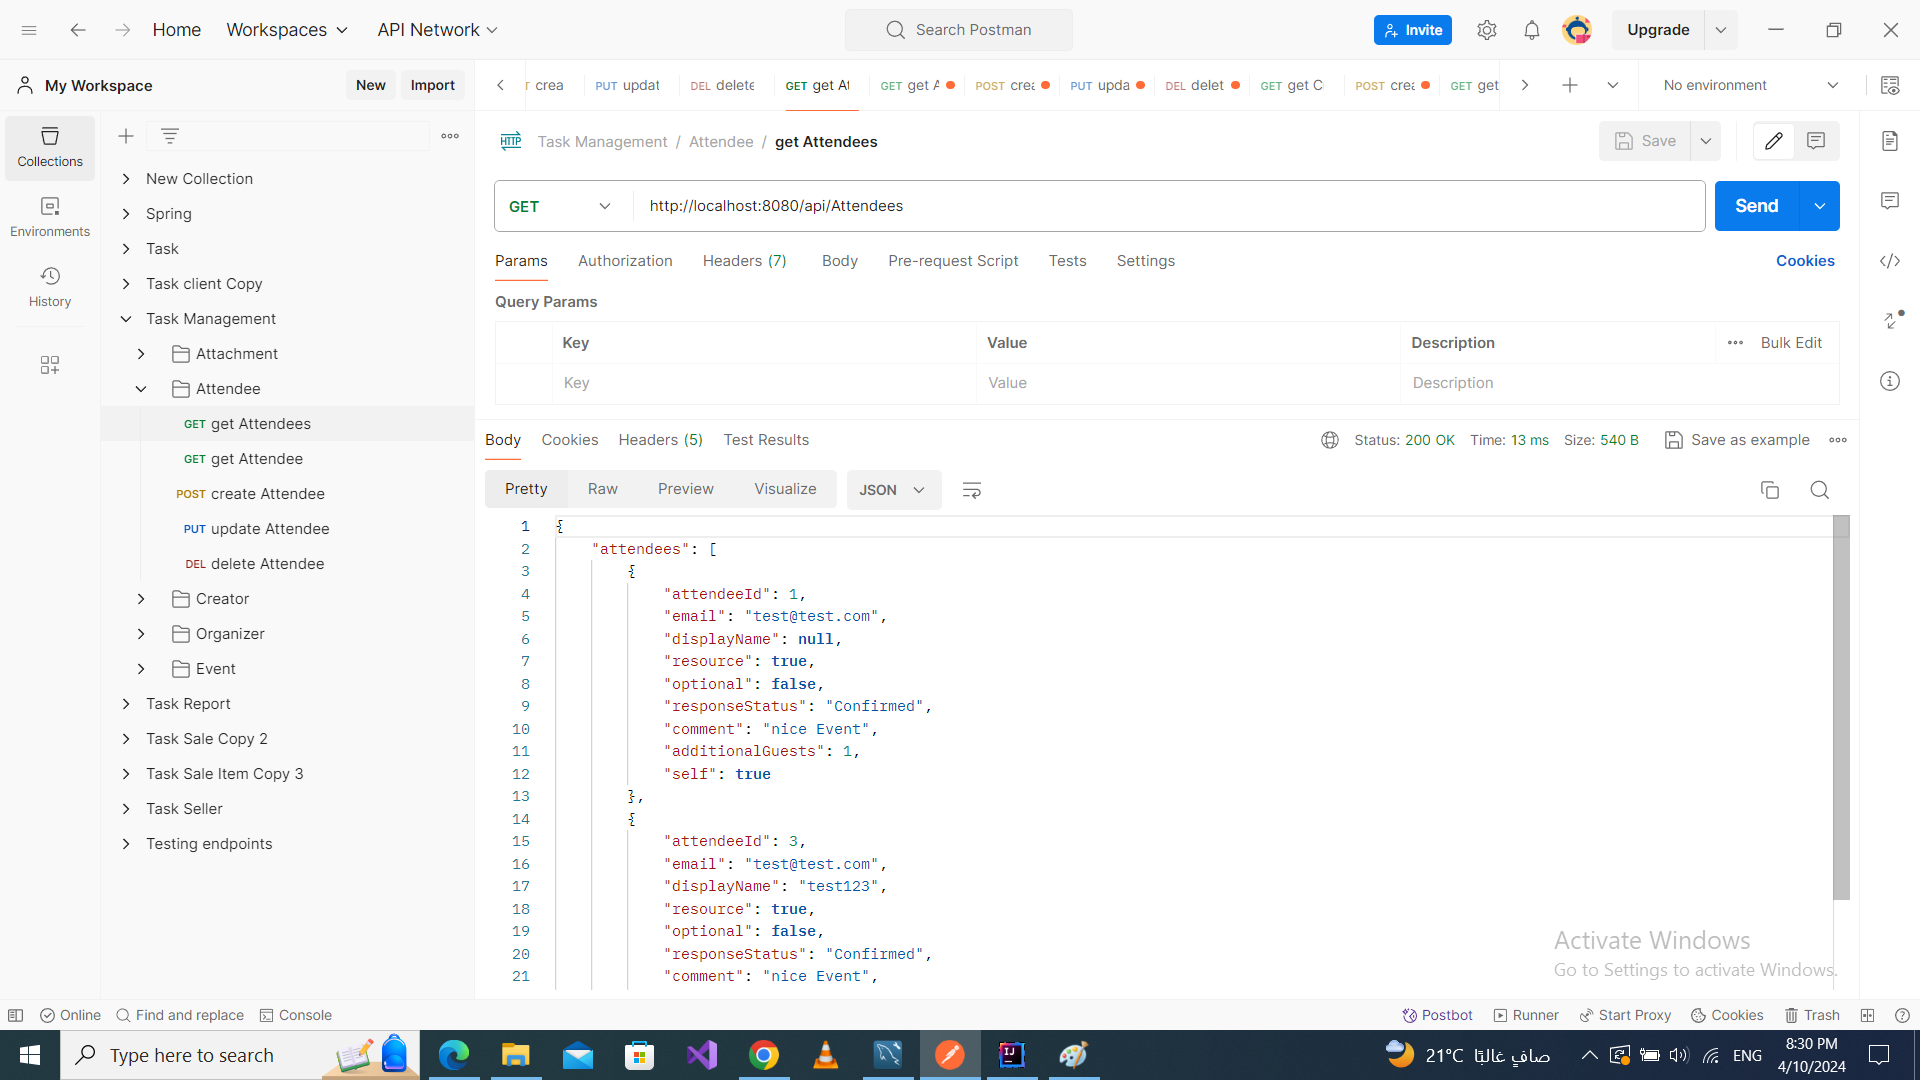 Home
Workspaces
API Network
Search Postman
Invite
Upgrade
My Workspace
New
Import
crea
PUT updat
DEL delete
GET get At
GET get A
POST crea
PUT upda
DEL delet
GET get C
POST crea
GET get
No environment
Collections
Environments
History
New Collection
Spring
Task
Task client Copy
Task Management
Attachment
Attendee
GET get Attendees
GET get Attendee
POST create Attendee
PUT update Attendee
DEL delete Attendee
Creator
Organizer
Event
Task Report
Task Sale Copy 2
Task Sale Item Copy 3
Task Seller
Testing endpoints
HTTP Task Management / Attendee / get Attendees
Save
GET http://localhost:8080/api/Attendees
Send
Params Authorization Headers (7) Body Pre-request Script Tests Settings Cookies
Query Params
Key Value Description Bulk Edit
Key Value Description
Body Cookies Headers (5) Test Results Status: 200 OK Time: 13 ms Size: 540 B Save as example
Pretty Raw Preview Visualize JSON
1 {
2 "attendees": [
3 {
4 "attendeeId": 1,
5 "email": "test@test.com",
6 "displayName": null,
7 "resource": true,
8 "optional": false,
9 "responseStatus": "Confirmed",
10 "comment": "nice Event",
11 "additionalGuests": 1,
12 "self": true
13 },
14 {
15 "attendeeId": 3,
16 "email": "test@test.com",
17 "displayName": "test123",
18 "resource": true,
19 "optional": false,
20 "responseStatus": "Confirmed",
21 "comment": "nice Event",
Activate Windows
Go to Settings to activate Windows.
Online Find and replace Console Postbot Runner Start Proxy Cookies Trash
Type here to search
21°C صافٍ غالبًا
ENG
8:30 PM
4/10/2024